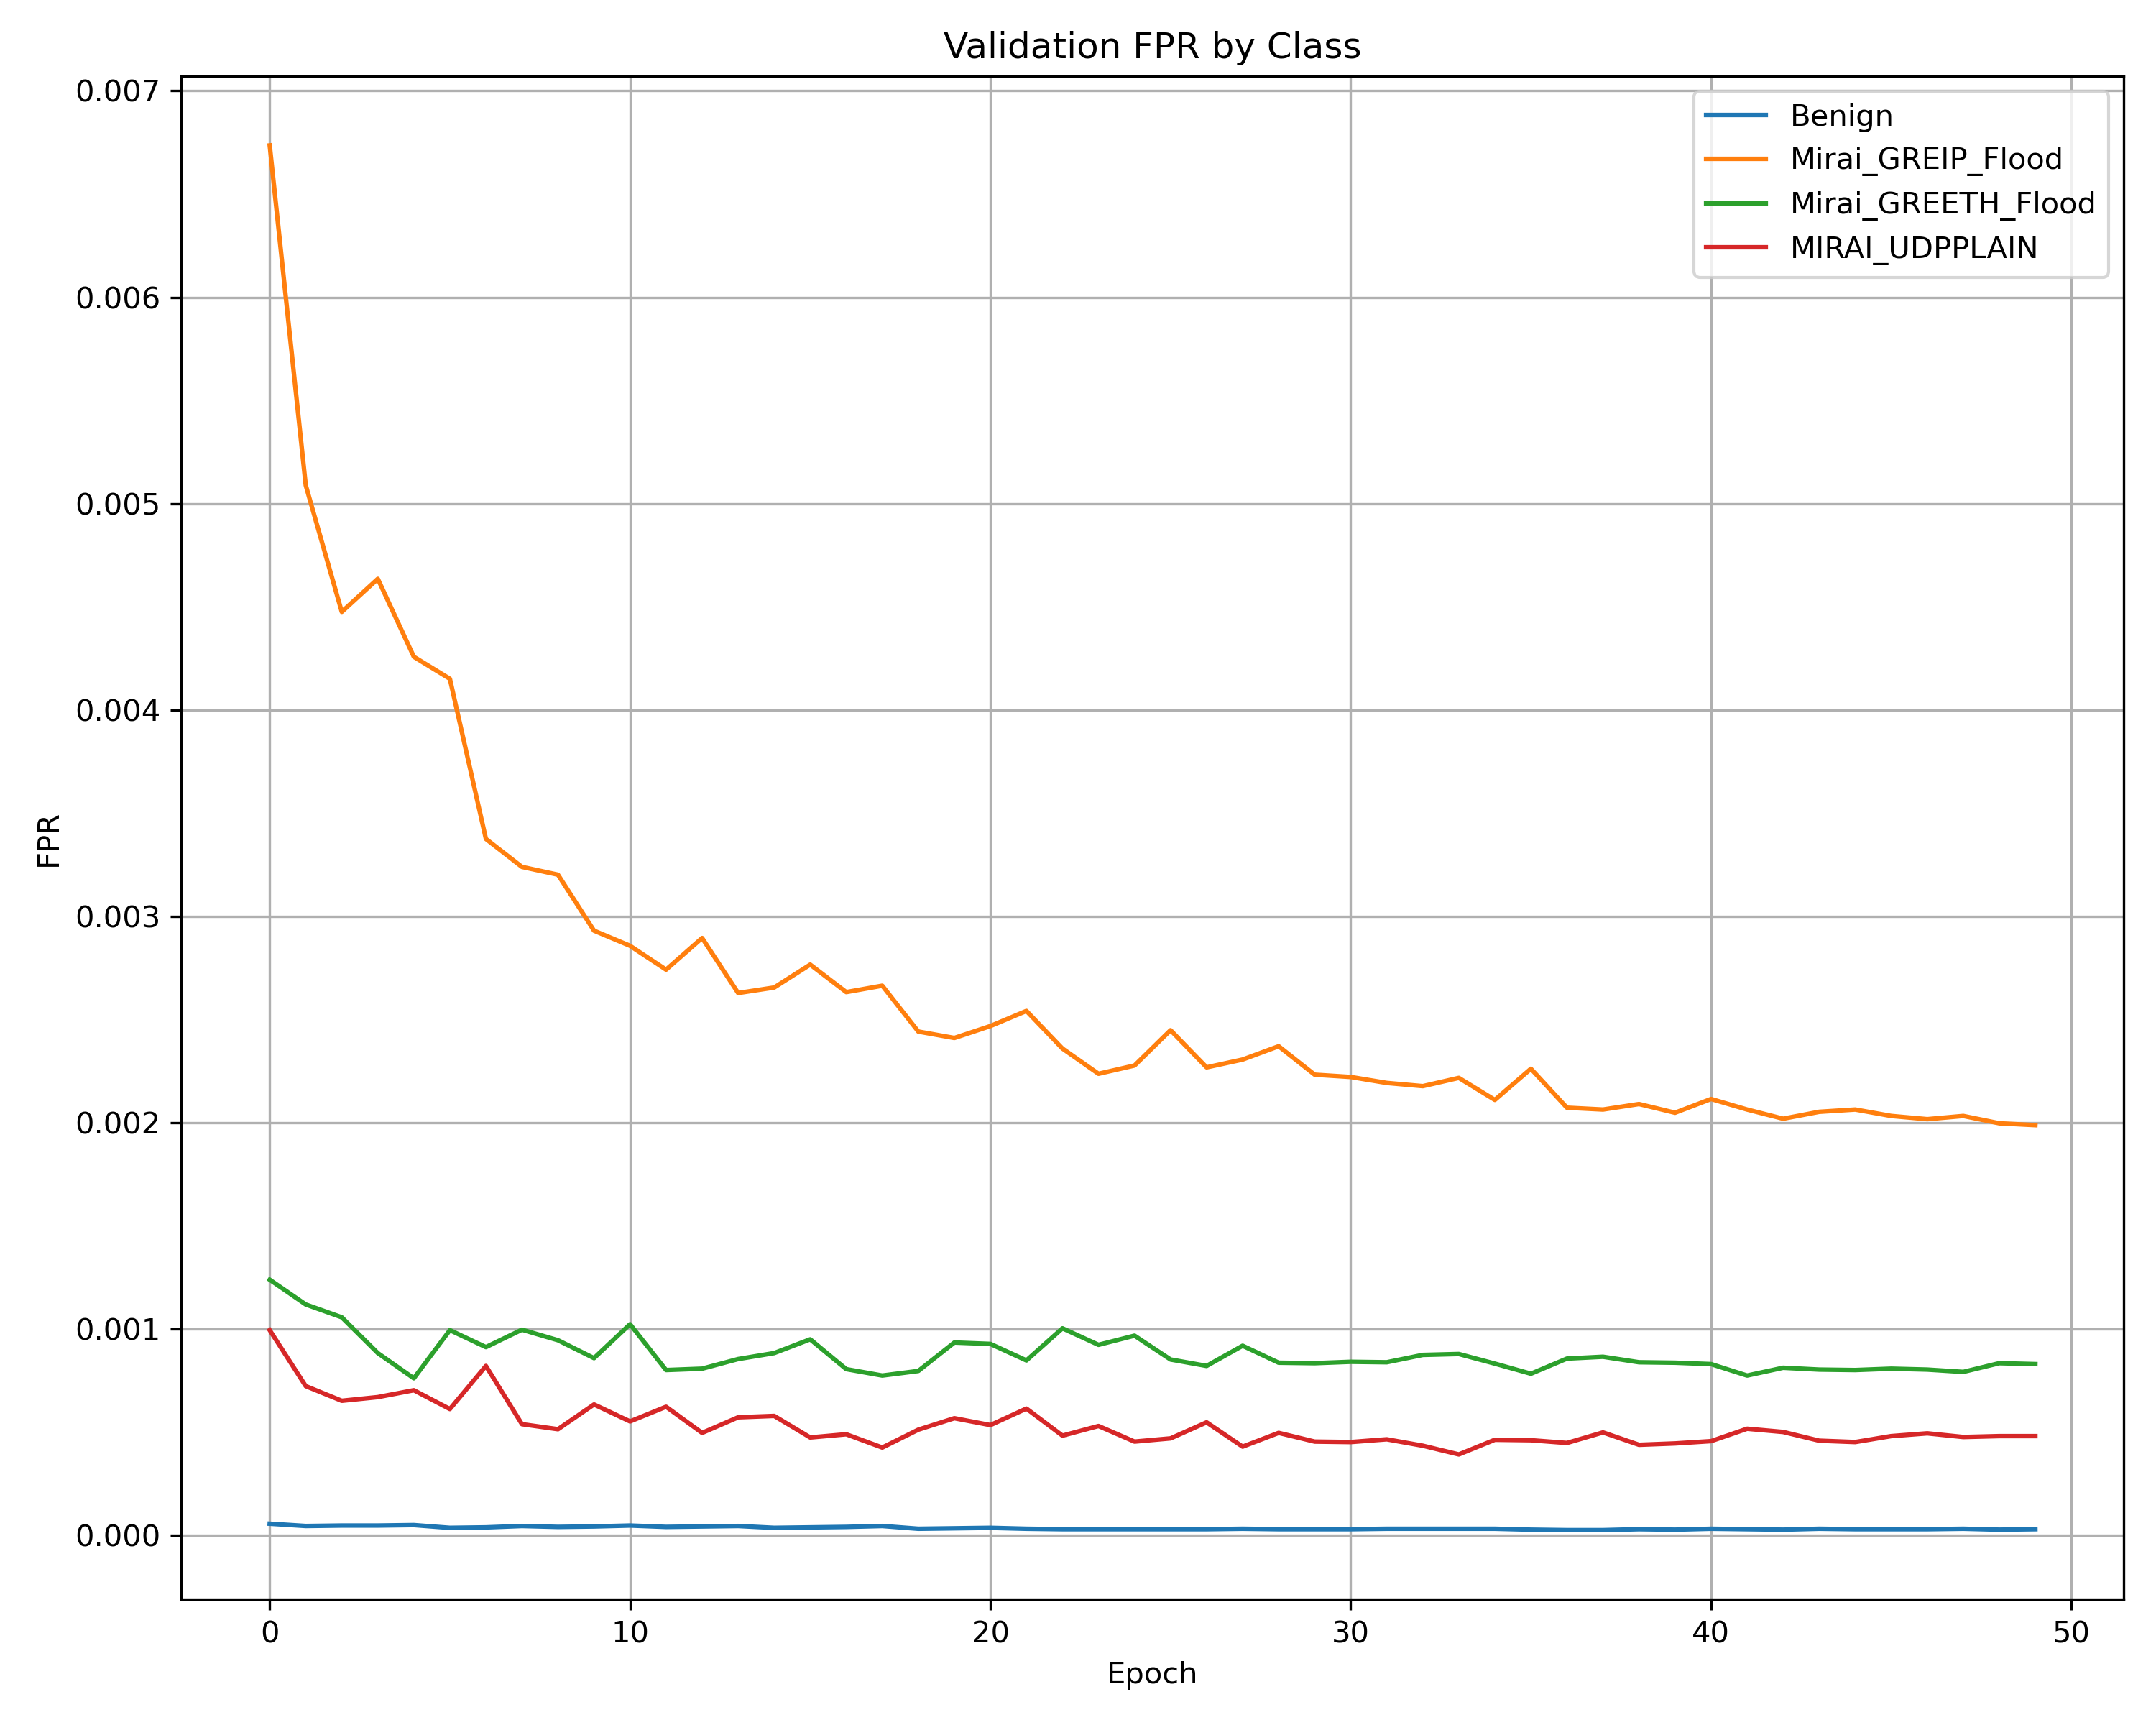 Validation FPR by Class
0.007
0.006
0.005
0.004
0.003
0.002
0.001
0.000
FPR
Benign
Mirai_GREIP_Flood
Mirai_GREETH_Flood
MIRAI_UDPPLAIN
0 10 20 30 40 50
Epoch